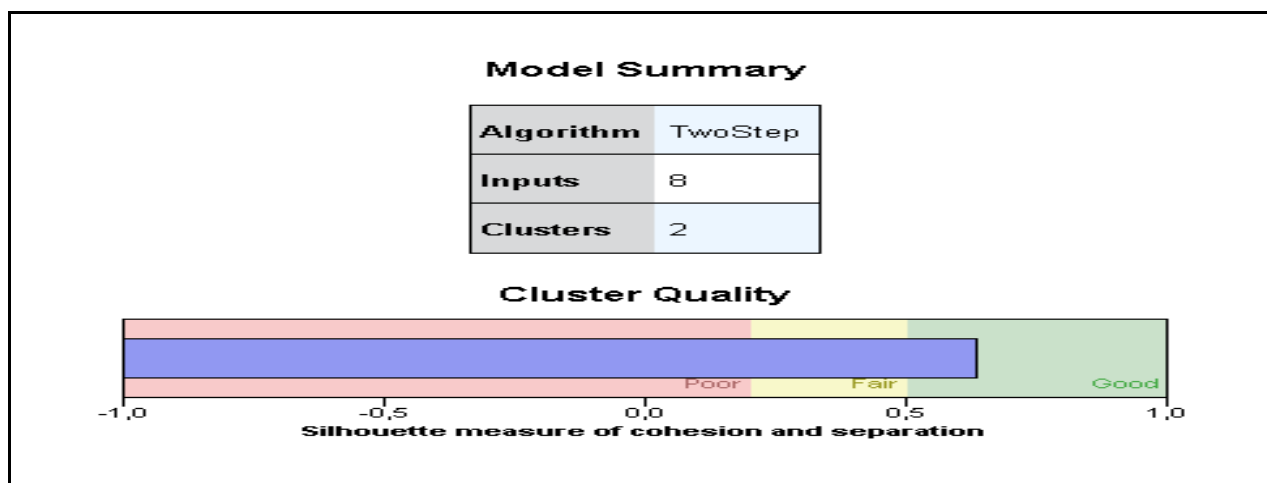 Model Summary
Algorithm TwoStep
Inputs 8
Clusters 2
Cluster Quality
Poor Fair Good
-1,0 -0,5 0,0 0,5 1,0
Silhouette measure of cohesion and separation